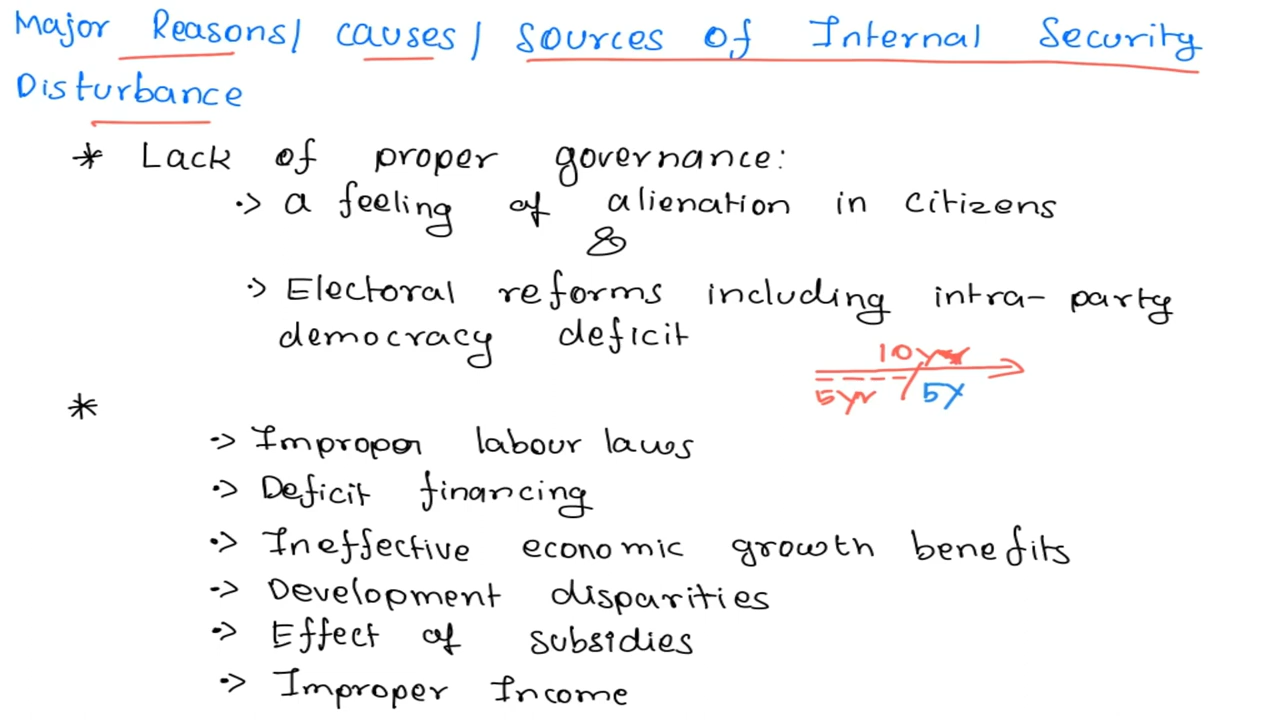 Major Reasons/ causes/ sources of Internal Security
Disturbance
* Lack of proper governance:
·> a feeling of alienation in citizens
&
·> Electoral reforms including intra-party
democracy deficit
10yr
5yr / 5y
*
·> Improper labour laws
·> Deficit financing
·> Ineffective economic growth benefits
·> Development disparities
·> Effect of subsidies
·> Improper Income